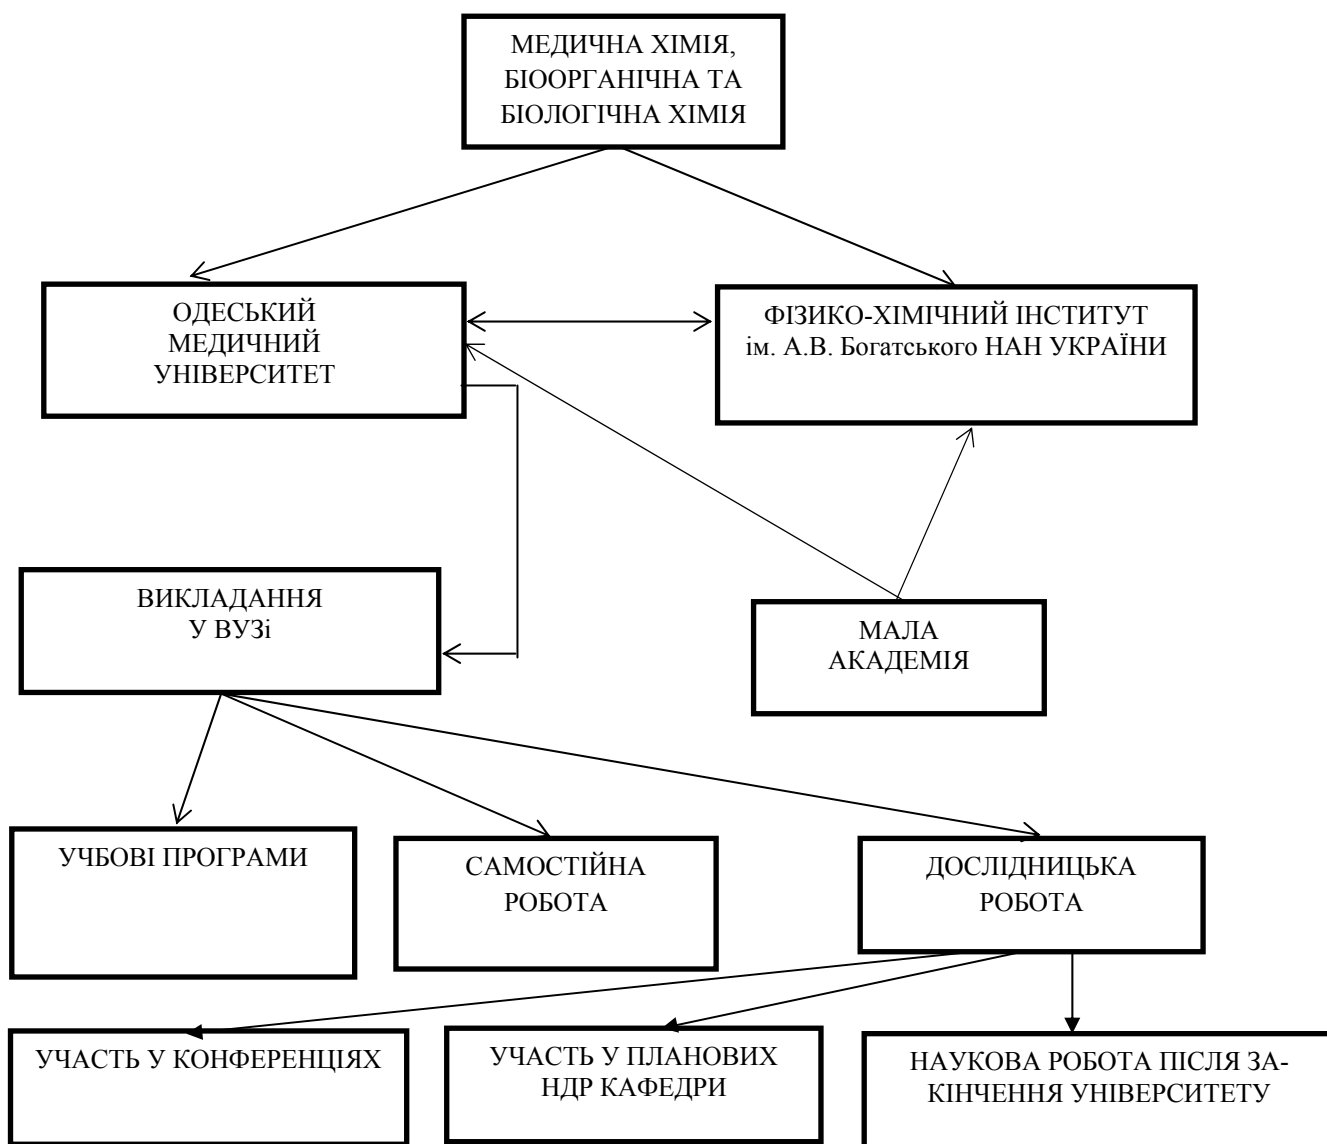 МЕДИЧНА ХІМІЯ,
БІООРГАНІЧНА ТА
БІОЛОГІЧНА ХІМІЯ
ОДЕСЬКИЙ
МЕДИЧНИЙ
УНІВЕРСИТЕТ
ФІЗИКО-ХІМІЧНИЙ ІНСТИТУТ
ім. А.В. Богатського НАН УКРАЇНИ
ВИКЛАДАННЯ
У ВУЗі
МАЛА
АКАДЕМІЯ
УЧБОВІ ПРОГРАМИ
САМОСТІЙНА
РОБОТА
ДОСЛІДНИЦЬКА
РОБОТА
УЧАСТЬ У КОНФЕРЕНЦІЯХ
УЧАСТЬ У ПЛАНОВИХ
НДР КАФЕДРИ
НАУКОВА РОБОТА ПІСЛЯ ЗА-
КІНЧЕННЯ УНІВЕРСИТЕТУ